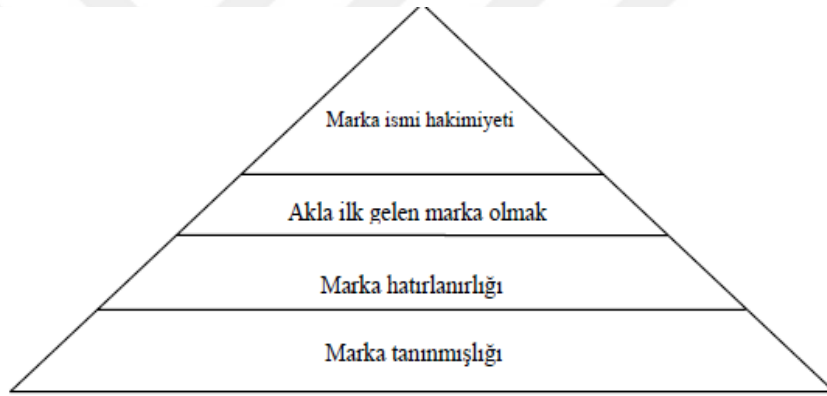 Marka ismi hakimiyeti
Akla ilk gelen marka olmak
Marka hatırlanırlığı
Marka tanınmışlığı